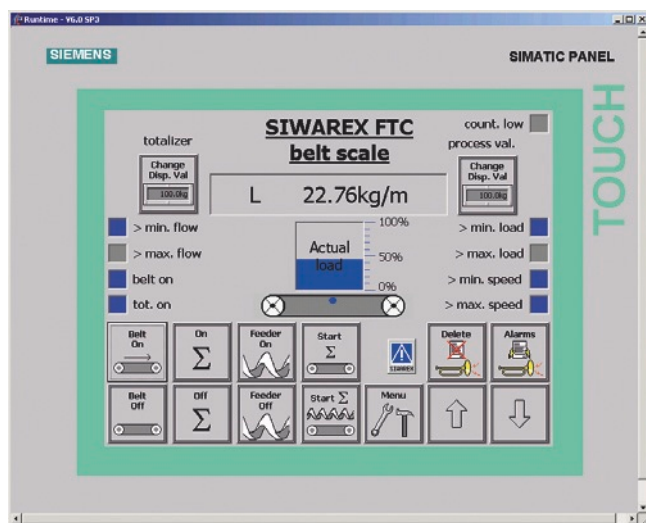 Runtime - V6.0 SP3
SIEMENS
SIMATIC PANEL
TOUCH
SIWAREX FTC
belt scale
totalizer
Change
Disp. Val
100.0kg
count. low
process val.
Change
Disp. Val
100.0kg
L 22.76kg/m
> min. flow
> max. flow
belt on
tot. on
Actual
load
100%
50%
0%
> min. load
> max. load
> min. speed
> max. speed
Belt
On
On
Σ
Feeder
On
Start
Σ
SIWAREX
Delete
Alarms
Belt
Off
Off
Σ
Feeder
Off
Start Σ
Menu